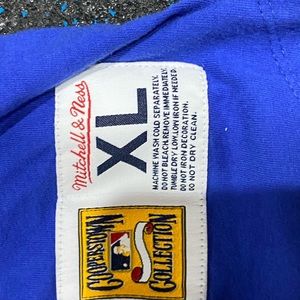 Mitchell & Ness
XL
MACHINE WASH COLD SEPARATELY.
DO NOT BLEACH, REMOVE IMMEDIATELY.
TUMBLE DRY LOW, LOW IRON IF NEEDED.
DO NOT IRON DECORATION.
DO NOT DRY CLEAN.
COOPERSTOWN
COLLECTION